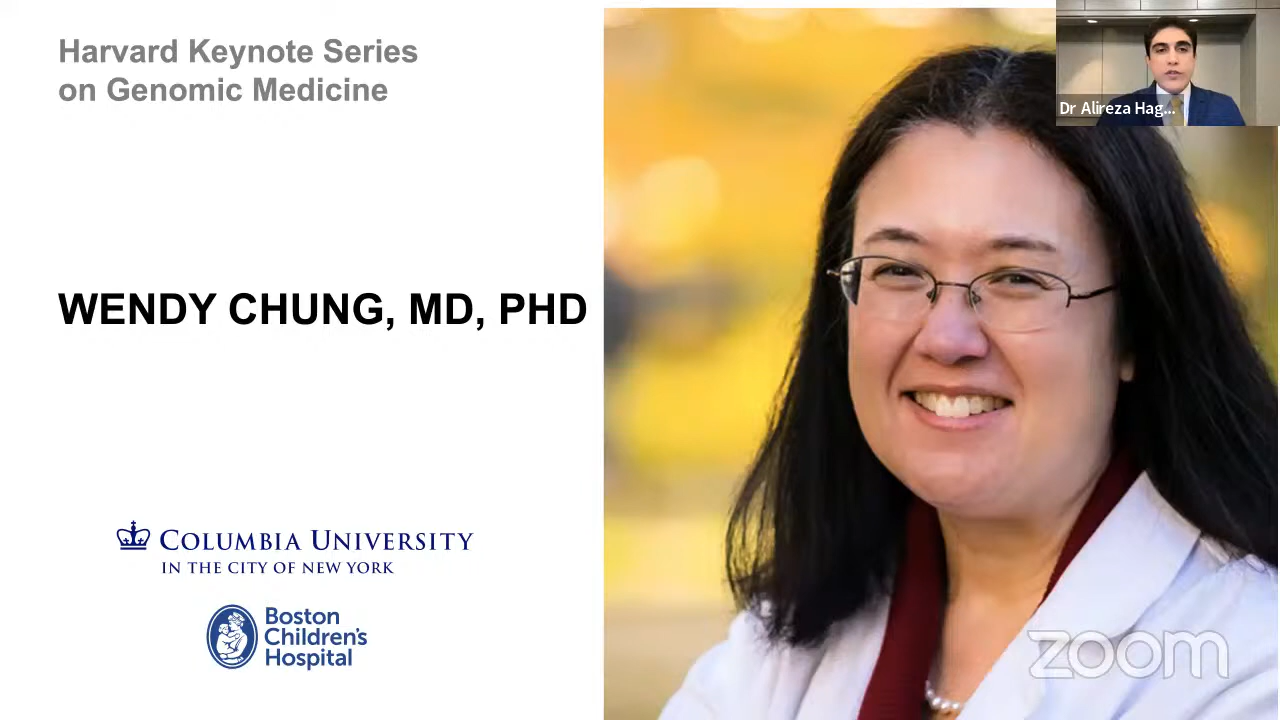 Harvard Keynote Series
on Genomic Medicine
Dr Alireza Hag...
WENDY CHUNG, MD, PHD
COLUMBIA UNIVERSITY
IN THE CITY OF NEW YORK
Boston
Children's
Hospital
zoom